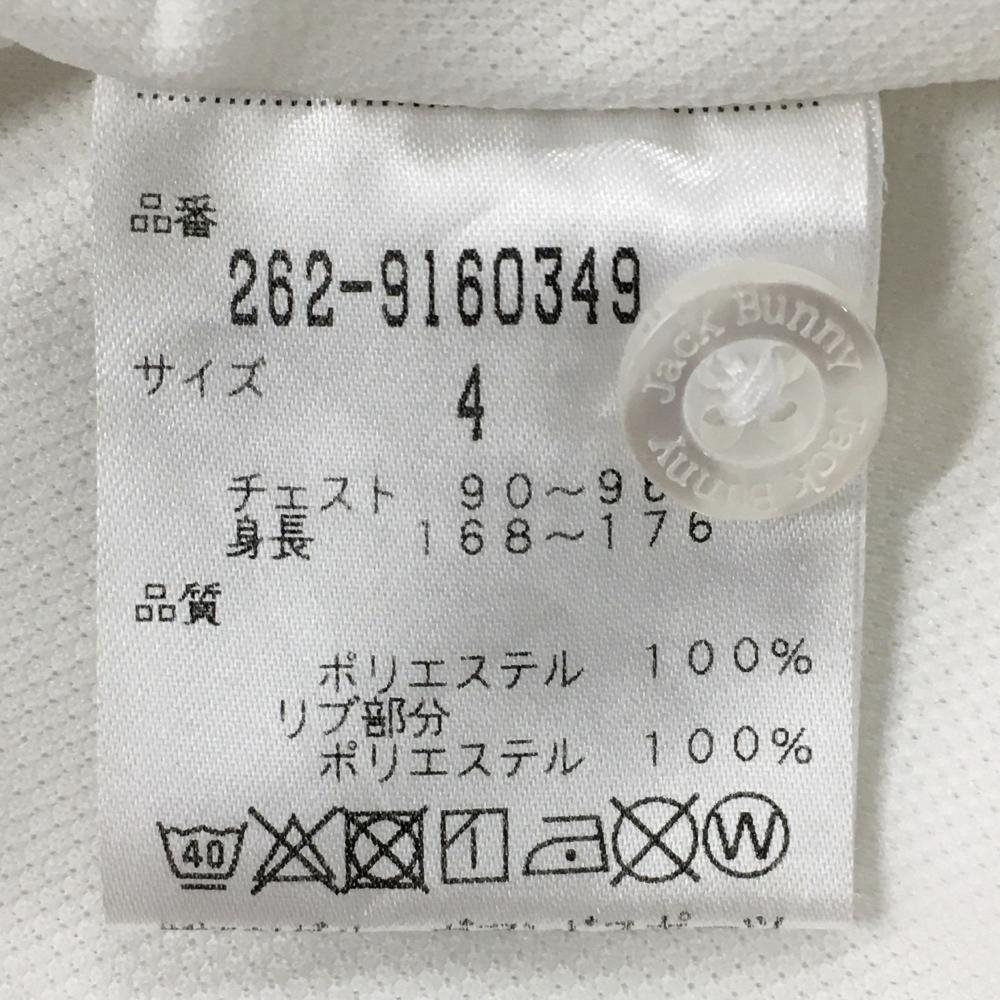 品番
262-9160349
サイズ
4
チェスト 90～9
身長 168～176
品質
ポリエステル 100%
リブ部分
ポリエステル 100%
40
W
Jack Bunny
Jack Bunny